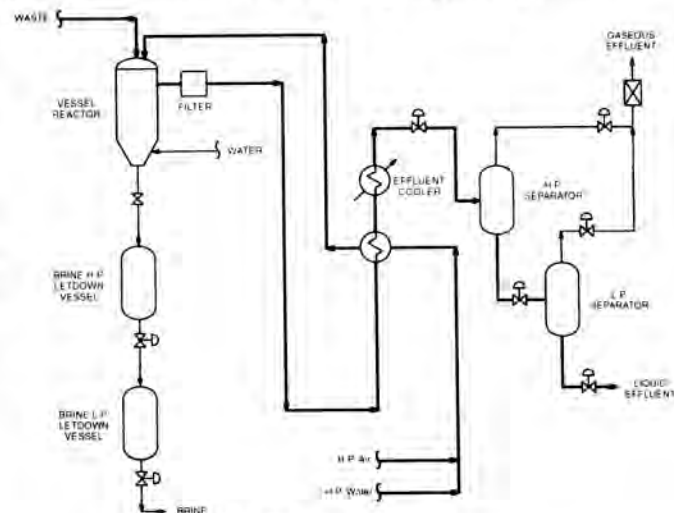 WASTE
VESSEL
REACTOR
FILTER
WATER
EFFLUENT
COOLER
GASEOUS
EFFLUENT
H.P.
SEPARATOR
L.P.
SEPARATOR
BRINE H.P.
LETDOWN
VESSEL
BRINE L.P.
LETDOWN
VESSEL
LIQUID
EFFLUENT
H.P. Air
H.P. Water
BRINE